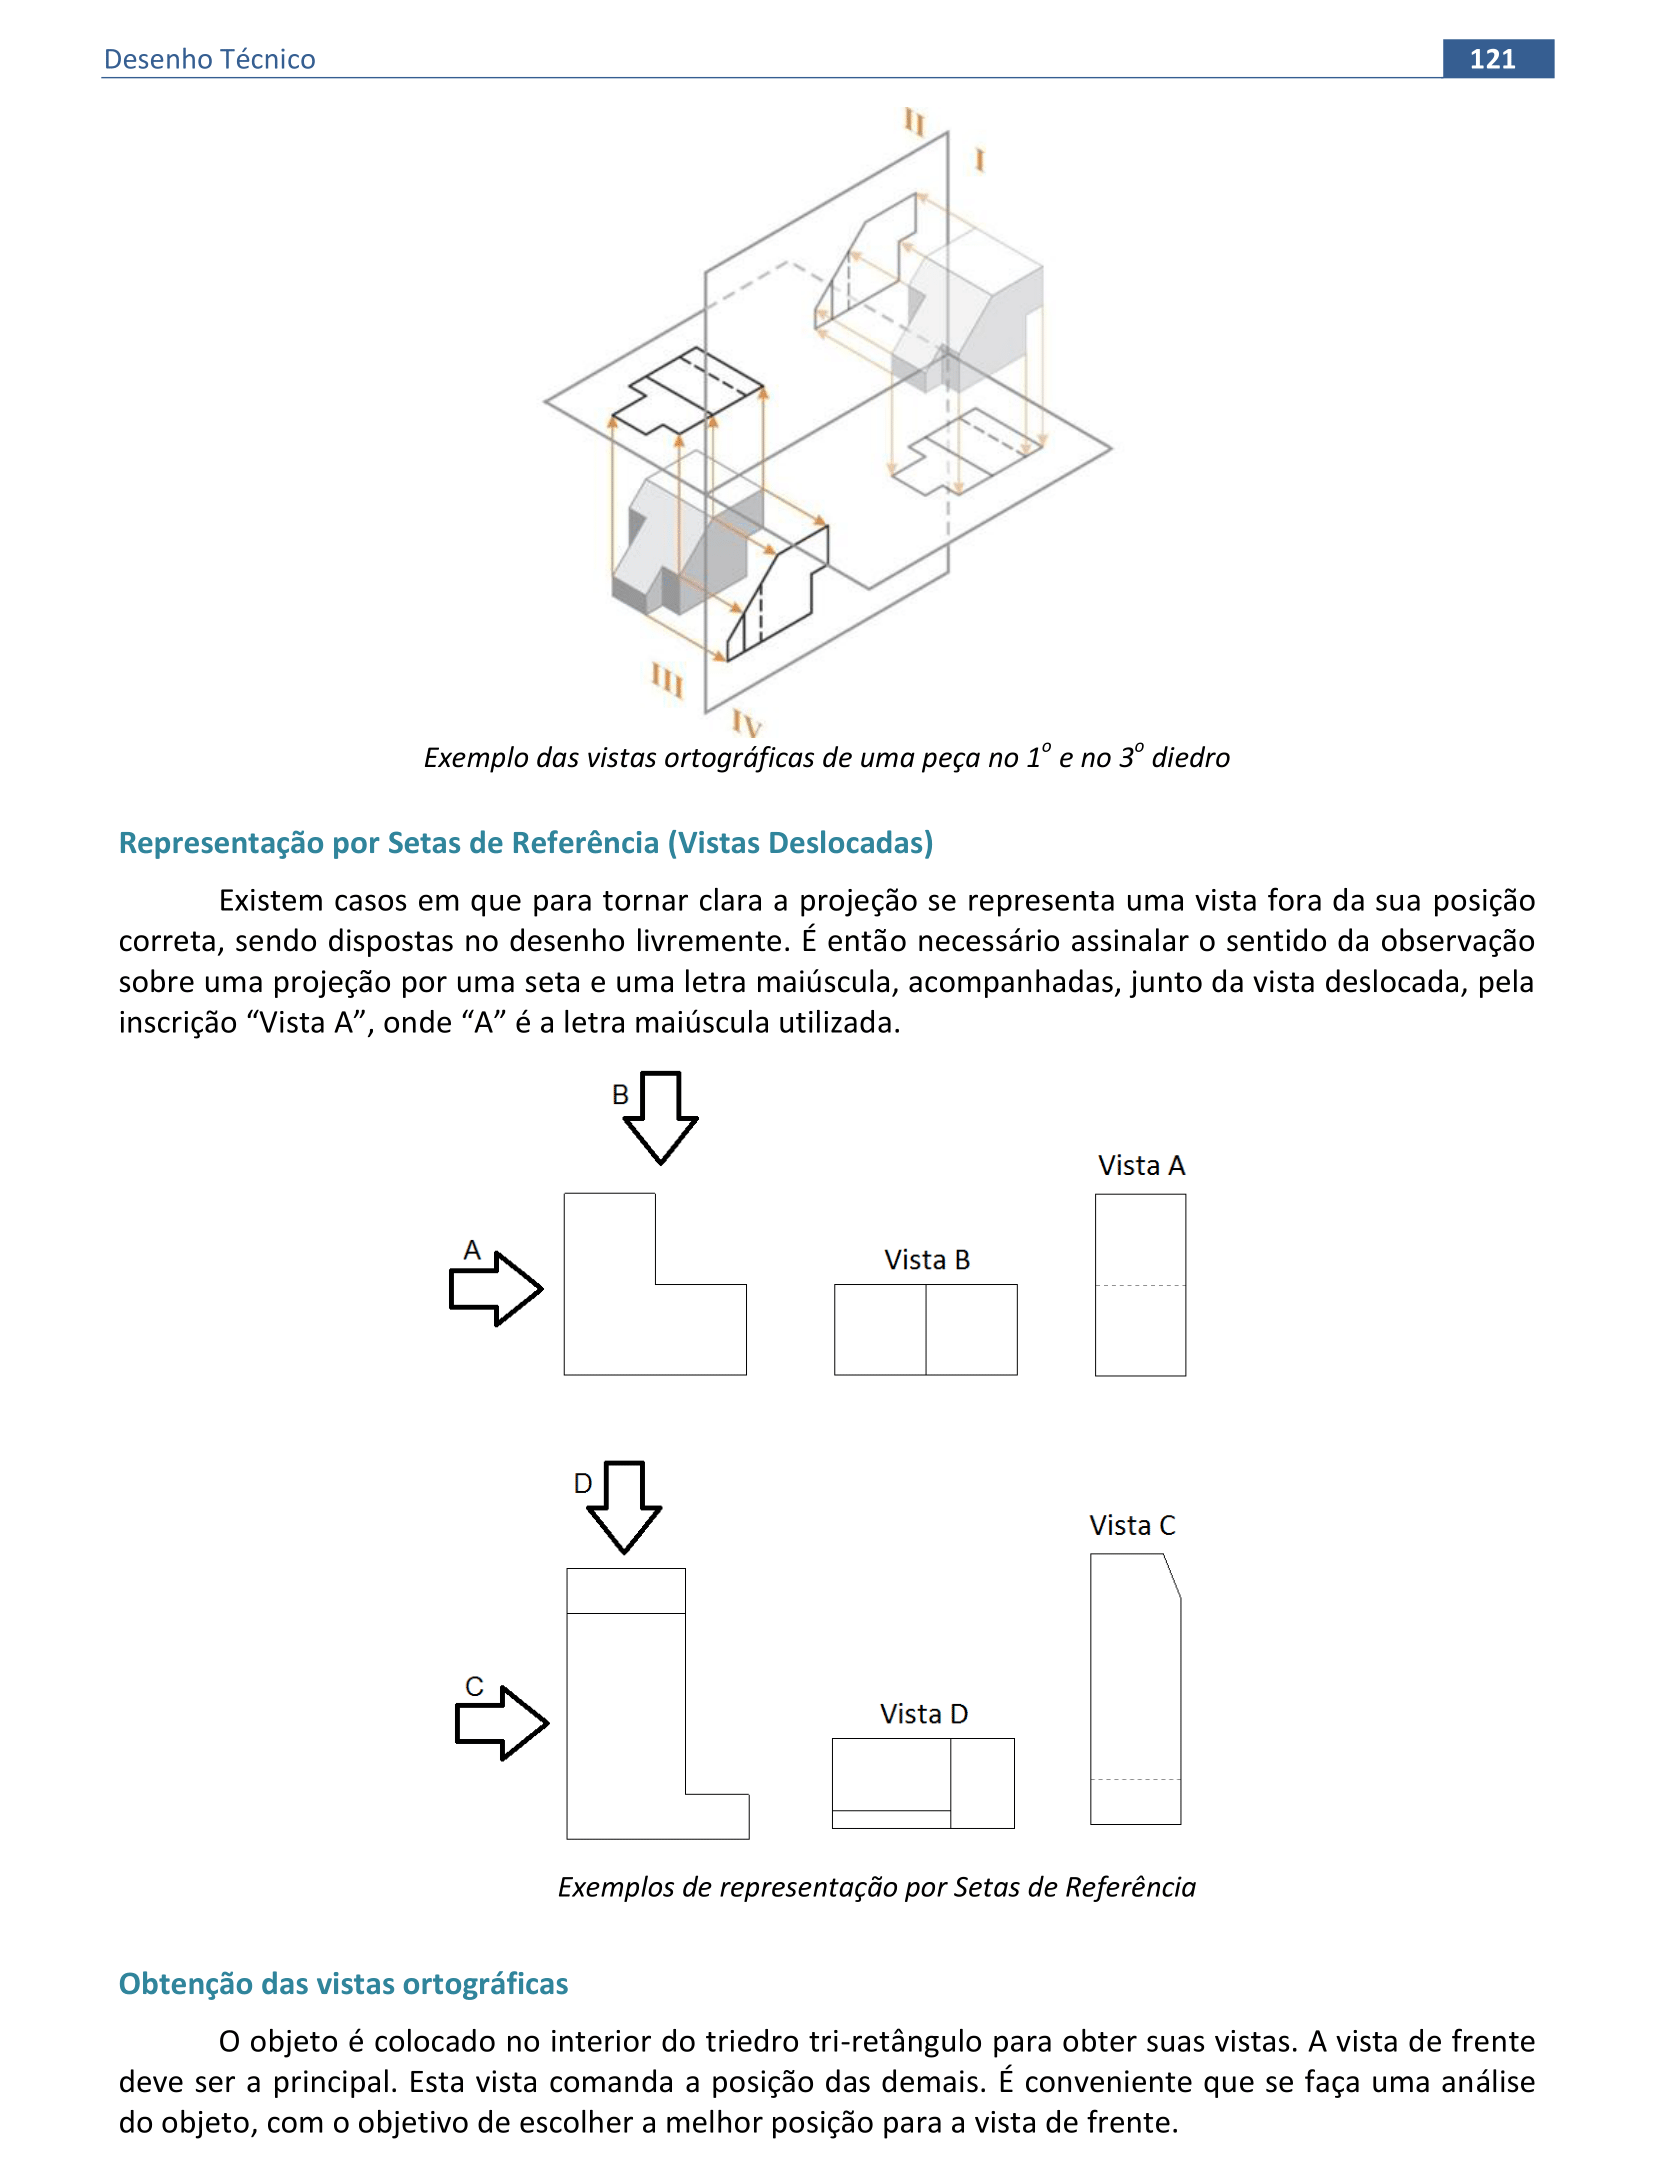 Desenho Técnico
121
II
I
III
IV
Exemplo das vistas ortográficas de uma peça no 1º e no 3º diedro
Representação por Setas de Referência (Vistas Deslocadas)
Existem casos em que para tornar clara a projeção se representa uma vista fora da sua posição
correta, sendo dispostas no desenho livremente. É então necessário assinalar o sentido da observação
sobre uma projeção por uma seta e uma letra maiúscula, acompanhadas, junto da vista deslocada, pela
inscrição “Vista A”, onde “A” é a letra maiúscula utilizada.
B
Vista A
A
Vista B
D
Vista C
C
Vista D
Exemplos de representação por Setas de Referência
Obtenção das vistas ortográficas
O objeto é colocado no interior do triedro tri-retângulo para obter suas vistas. A vista de frente
deve ser a principal. Esta vista comanda a posição das demais. É conveniente que se faça uma análise
do objeto, com o objetivo de escolher a melhor posição para a vista de frente.